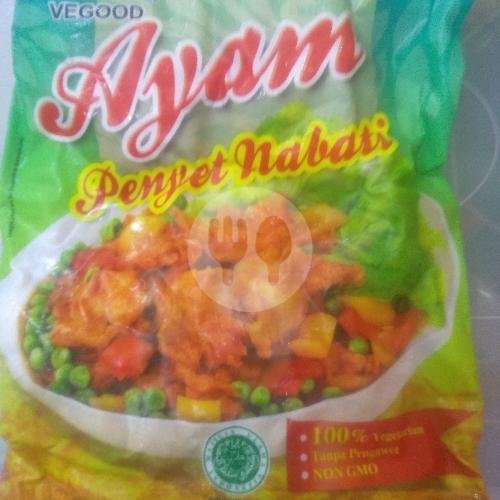 VEGOOD
Ayam
Penyet Nabati
100% Vegetarian
Tanpa Pengawet
NON GMO